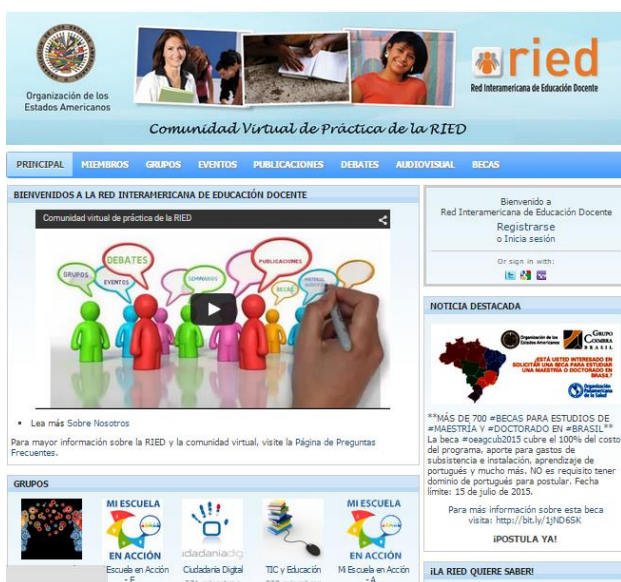 Organización de los
Estados Americanos
ried
Red Interamericana de Educación Docente
Comunidad Virtual de Práctica de la RIED
PRINCIPAL MIEMBROS GRUPOS EVENTOS PUBLICACIONES DEBATES AUDIOVISUAL BECAS
BIENVENIDOS A LA RED INTERAMERICANA DE EDUCACIÓN DOCENTE
Comunidad virtual de práctica de la RIED
DEBATES
PUBLICACIONES
GRUPOS
EVENTOS
SEMINARIOS
BECAS
Lea más Sobre Nosotros
Para mayor información sobre la RIED y la comunidad virtual, visite la Página de Preguntas
Frecuentes.
GRUPOS
MI ESCUELA
EN ACCIÓN
Escuela en Acción
- E
Ciudadania Digital
TIC y Educación
MI ESCUELA
EN ACCIÓN
Mi Escuela en Acción
- A
Bienvenido a
Red Interamericana de Educación Docente
Registrarse
o Inicia sesión
Or sign in with:
NOTICIA DESTACADA
Organización de los
Estados Americanos
GRUPO
COIMBRA
BRASIL
¿ESTÁ USTED INTERESADO EN
SOLICITAR UNA BECA PARA ESTUDIAR
UNA MAESTRÍA O DOCTORADO EN
BRASIL?
Organización
Panamericana
de la Salud
**MÁS DE 700 #BECAS PARA ESTUDIOS DE
#MAESTRÍA Y #DOCTORADO EN #BRASIL**
La beca #oeagcub2015 cubre el 100% del costo
del programa, aporte para gastos de
subsistencia e instalación, aprendizaje de
portugués y mucho más. NO es requisito tener
dominio de portugués para postular. Fecha
límite: 15 de julio de 2015.
Para más información sobre esta beca
visita: http://bit.ly/1jND6SK
¡POSTULA YA!
¡LA RIED QUIERE SABER!